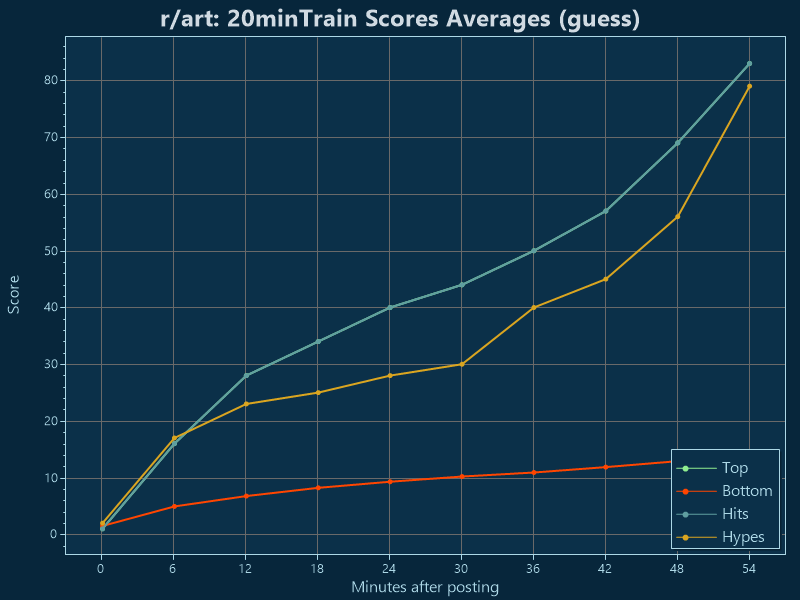 r/art: 20minTrain Scores Averages (guess)
80
70
60
50
40
30
20
10
0
Score
Top
Bottom
Hits
Hypes
0 6 12 18 24 30 36 42 48 54
Minutes after posting